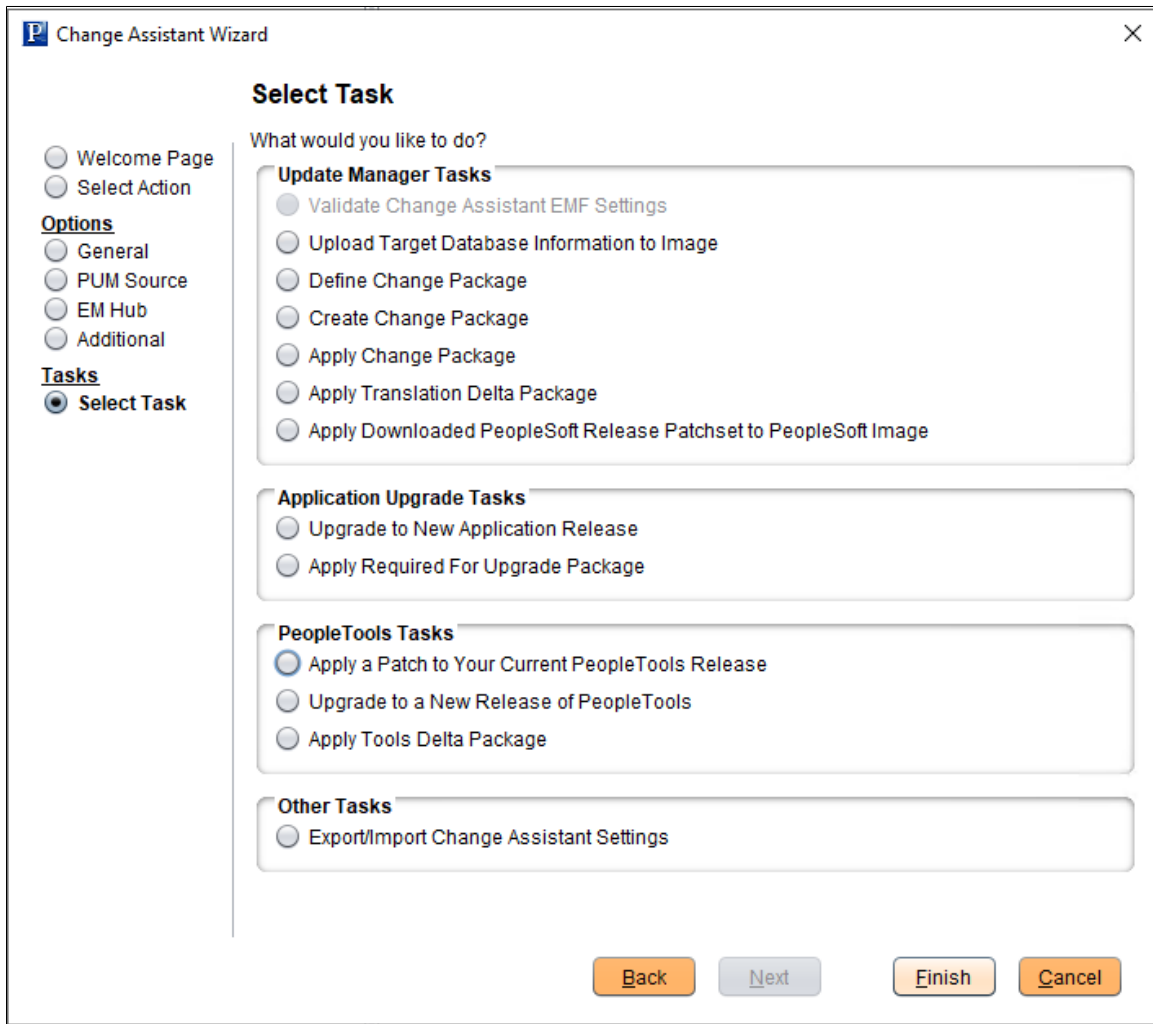 P Change Assistant Wizard
Select Task
What would you like to do?
Welcome Page
Select Action
Options
General
PUM Source
EM Hub
Additional
Tasks
Select Task
Update Manager Tasks
Validate Change Assistant EMF Settings
Upload Target Database Information to Image
Define Change Package
Create Change Package
Apply Change Package
Apply Translation Delta Package
Apply Downloaded PeopleSoft Release Patchset to PeopleSoft Image
Application Upgrade Tasks
Upgrade to New Application Release
Apply Required For Upgrade Package
PeopleTools Tasks
Apply a Patch to Your Current PeopleTools Release
Upgrade to a New Release of PeopleTools
Apply Tools Delta Package
Other Tasks
Export/Import Change Assistant Settings
Back Next Finish Cancel